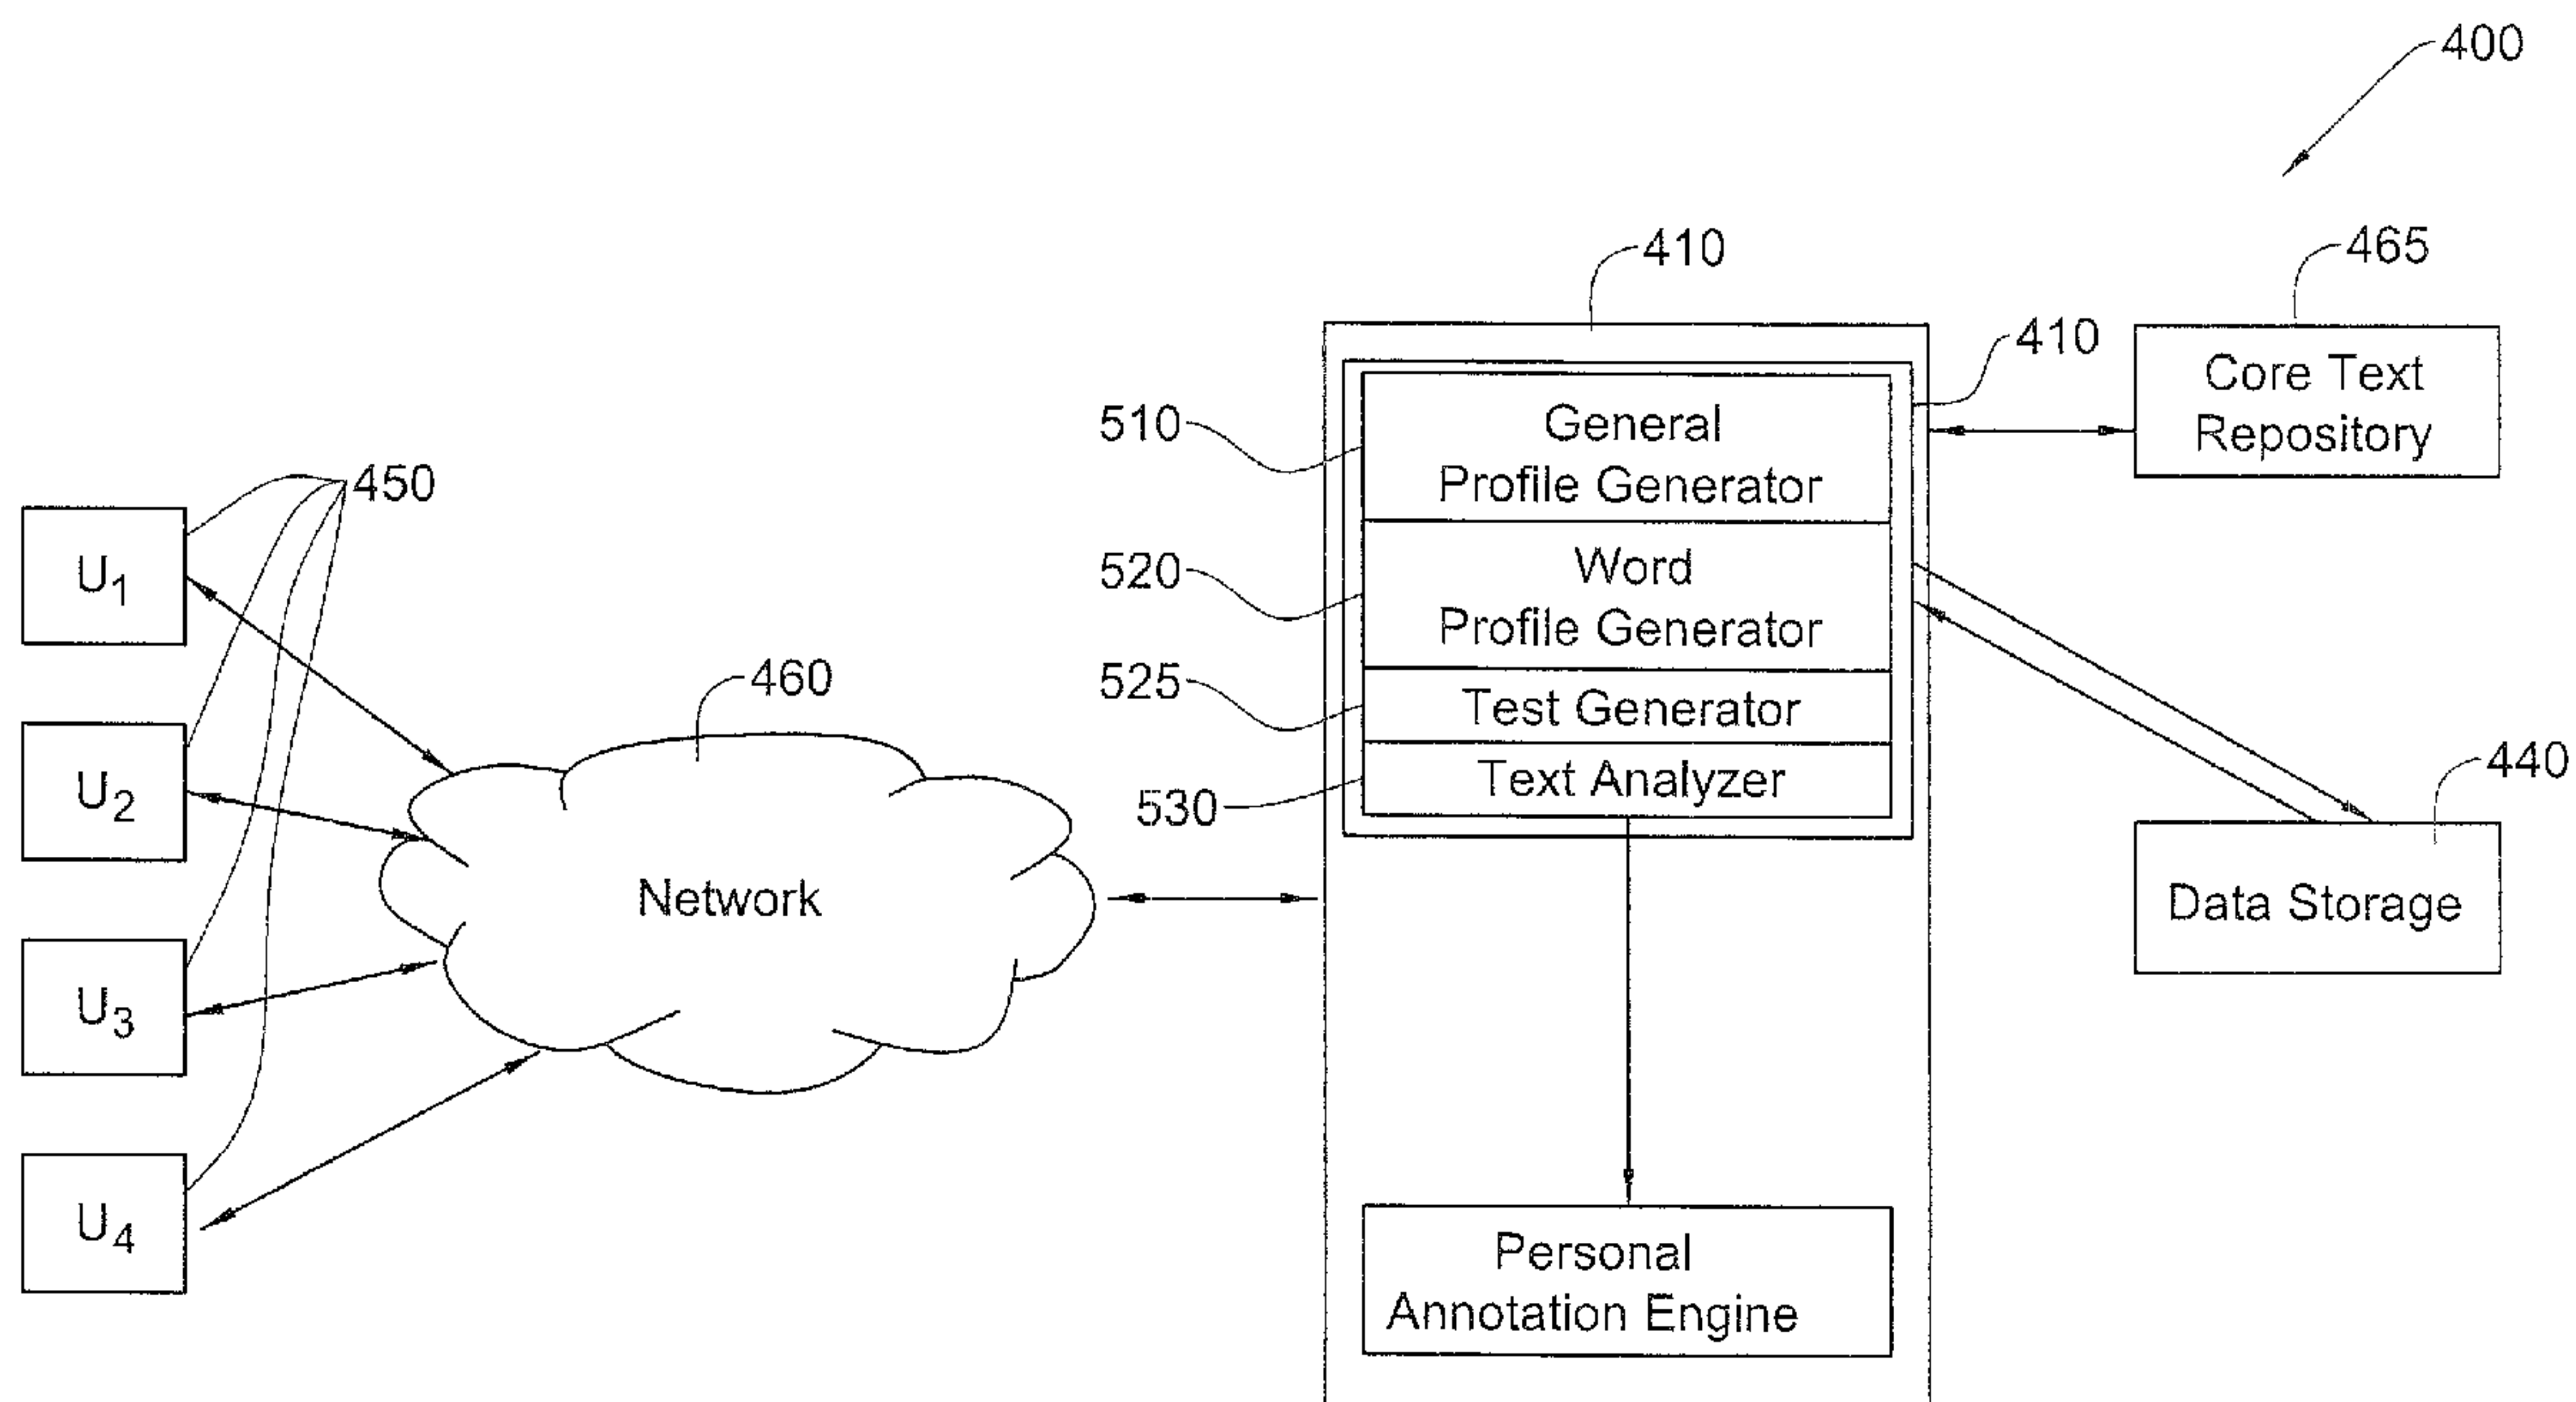 400
410
465
410
Core Text
Repository
510
General
Profile Generator
450
U1
520
Word
Profile Generator
460
525
Test Generator
440
U2
530
Text Analyzer
Network
Data Storage
U3
U4
Personal
Annotation Engine